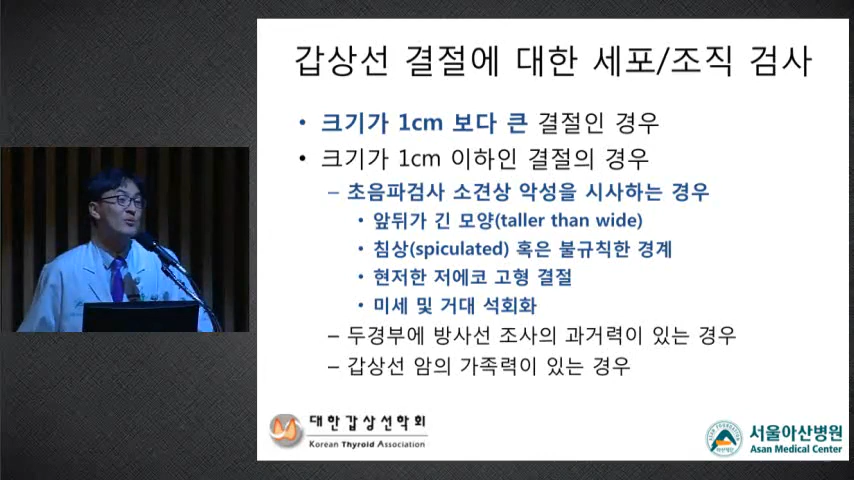 갑상선 결절에 대한 세포/조직 검사
• 크기가 1cm 보다 큰 결절인 경우
• 크기가 1cm 이하인 결절의 경우
– 초음파검사 소견상 악성을 시사하는 경우
• 앞뒤가 긴 모양(taller than wide)
• 침상(spiculated) 혹은 불규칙한 경계
• 현저한 저에코 고형 결절
• 미세 및 거대 석회화
– 두경부에 방사선 조사의 과거력이 있는 경우
– 갑상선 암의 가족력이 있는 경우
대한갑상선학회
Korean Thyroid Association
서울아산병원
Asan Medical Center